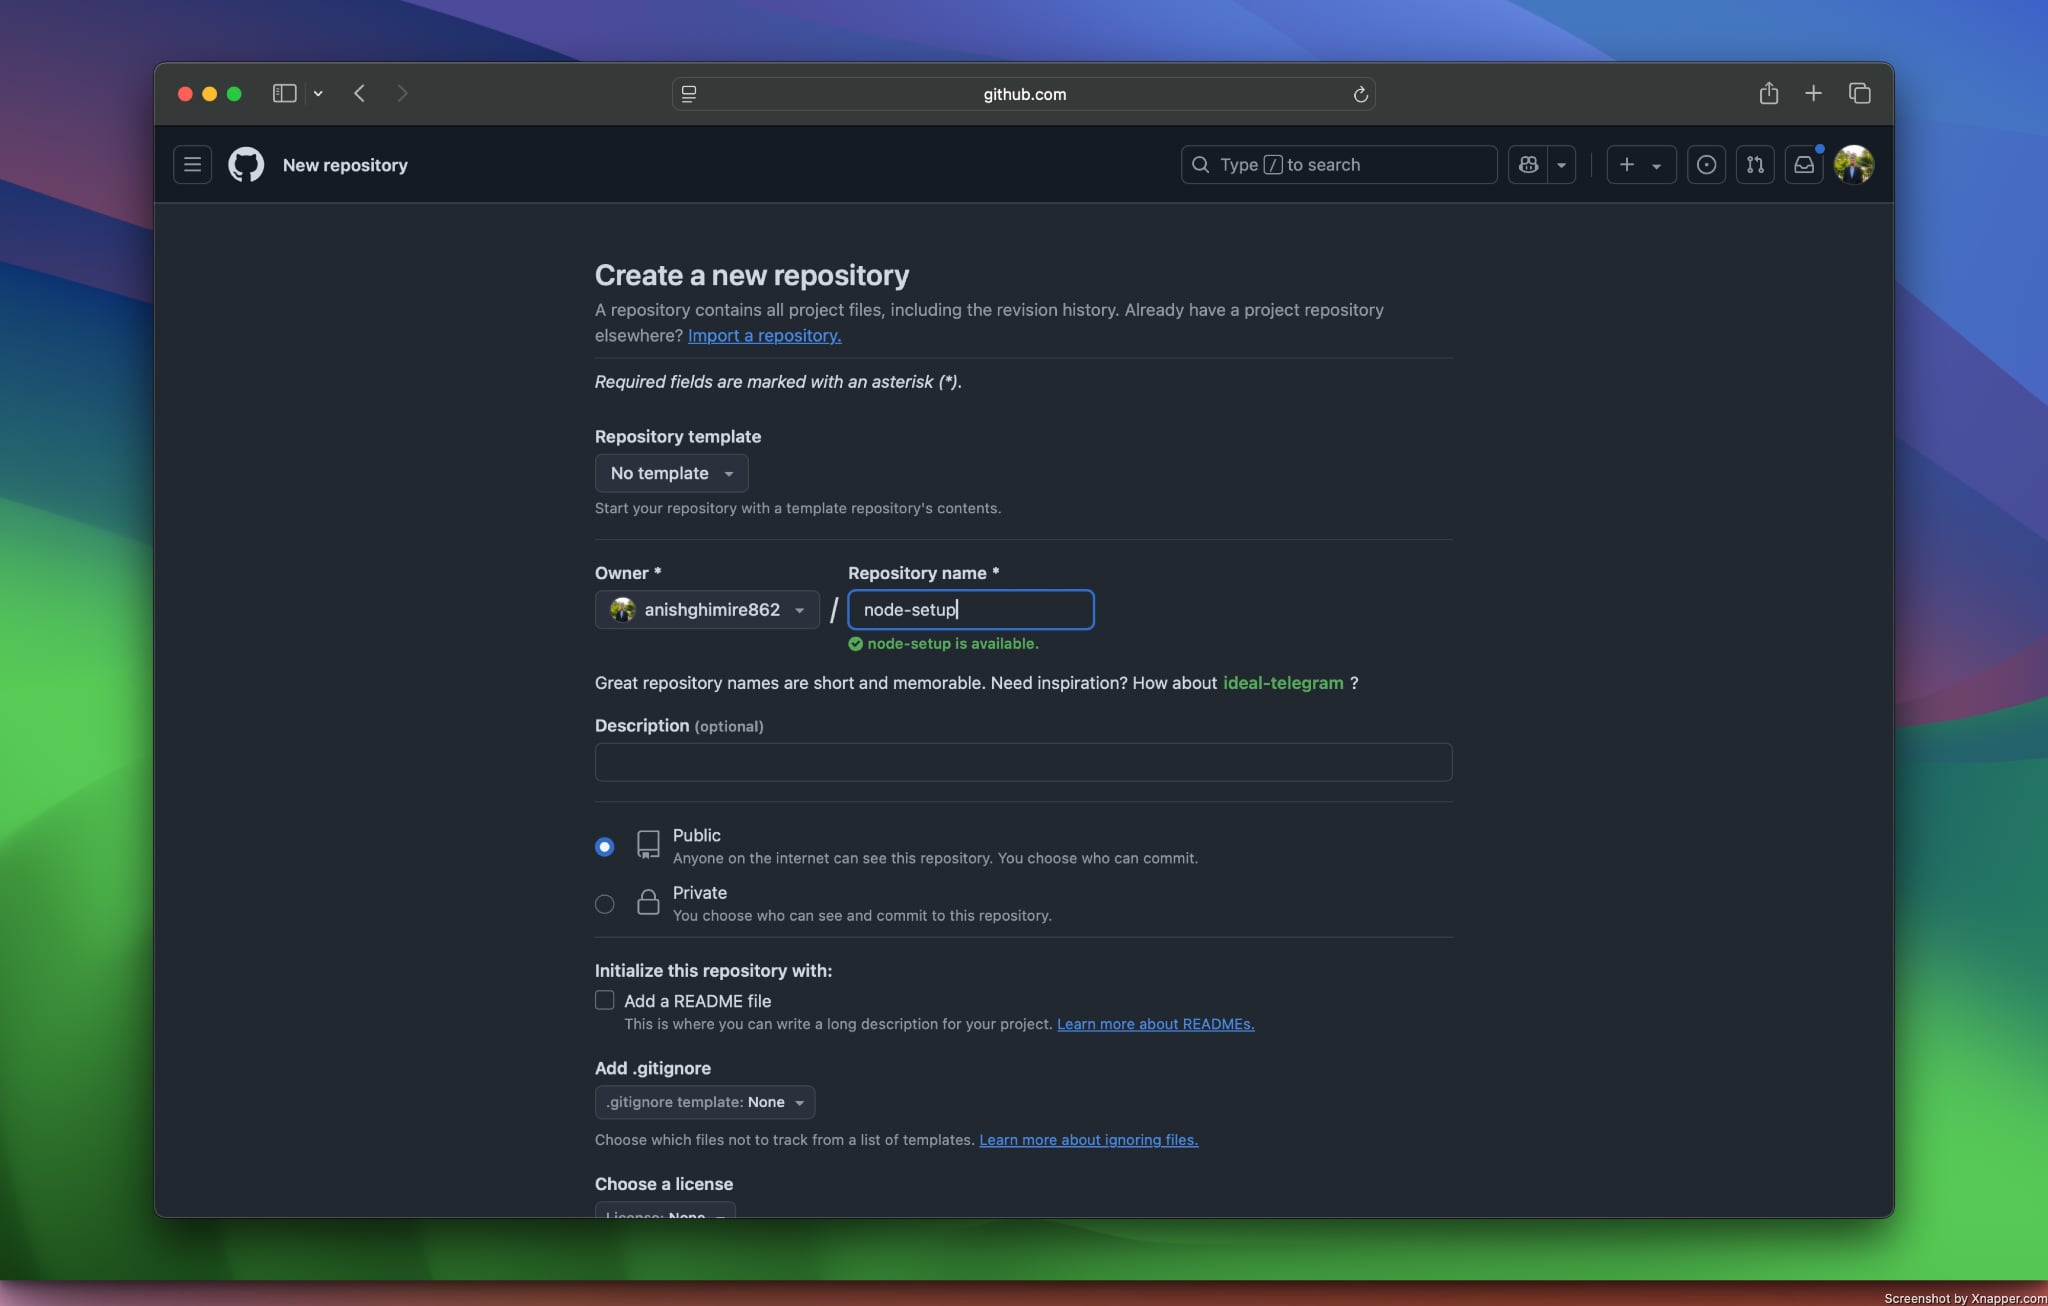 github.com
New repository
Type / to search
Create a new repository
A repository contains all project files, including the revision history. Already have a project repository
elsewhere? Import a repository.
Required fields are marked with an asterisk (*).
Repository template
No template
Start your repository with a template repository's contents.
Owner *
Repository name *
anishghimire862 / node-setup
node-setup is available.
Great repository names are short and memorable. Need inspiration? How about ideal-telegram ?
Description (optional)
Public
Anyone on the internet can see this repository. You choose who can commit.
Private
You choose who can see and commit to this repository.
Initialize this repository with:
Add a README file
This is where you can write a long description for your project. Learn more about READMEs.
Add .gitignore
.gitignore template: None
Choose which files not to track from a list of templates. Learn more about ignoring files.
Choose a license
License: None
Screenshot by Xnapper.com